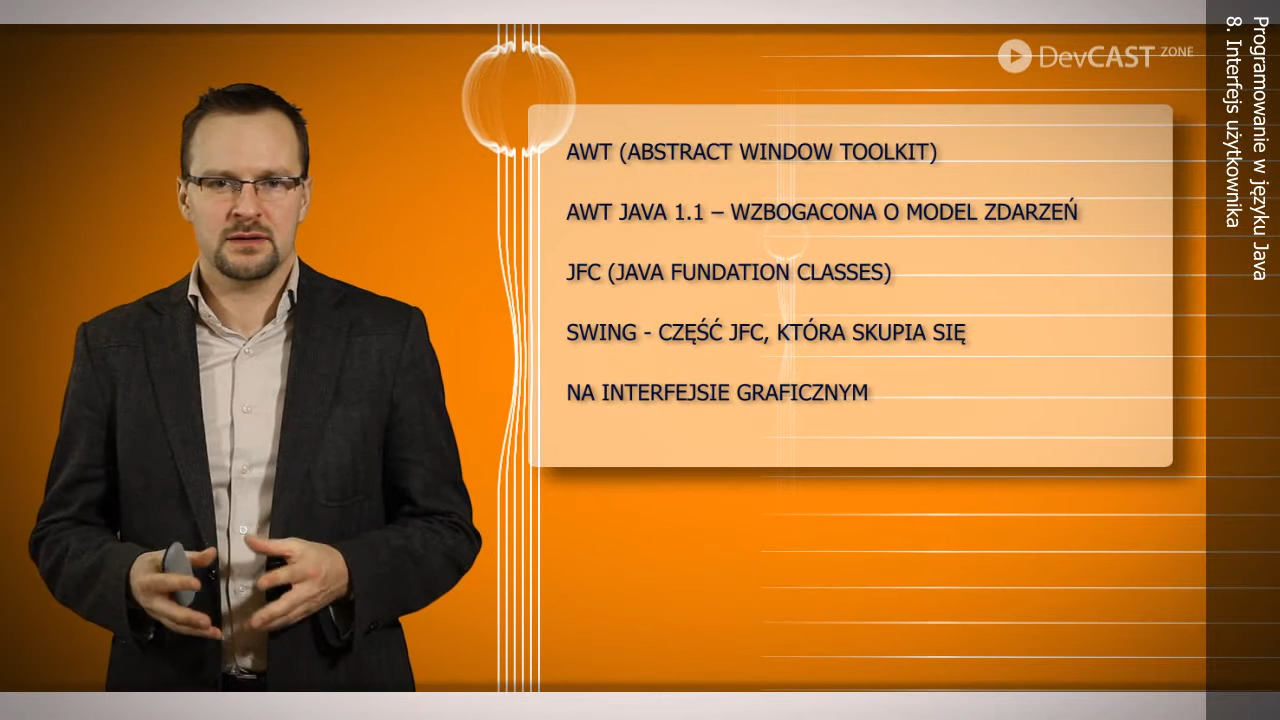 DevCAST ZONE
AWT (ABSTRACT WINDOW TOOLKIT)
AWT JAVA 1.1 – WZBOGACONA O MODEL ZDARZEŃ
JFC (JAVA FUNDATION CLASSES)
SWING - CZĘŚĆ JFC, KTÓRA SKUPIA SIĘ
NA INTERFEJSIE GRAFICZNYM
Programowanie w języku Java
8. Interfejs użytkownika